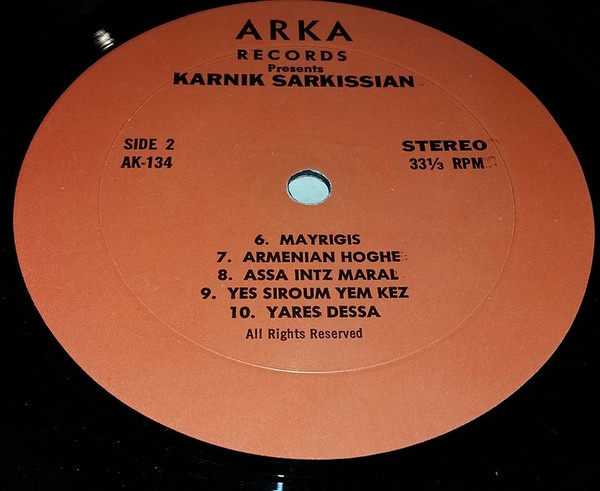 ARKA
RECORDS
Presents
KARNIK SARKISSIAN
SIDE 2
AK-134
STEREO
33⅓ RPM
6. MAYRIGIS
7. ARMENIAN HOGHE
8. ASSA INTZ MARAL
9. YES SIROUM YEM KEZ
10. YARES DESSA
All Rights Reserved